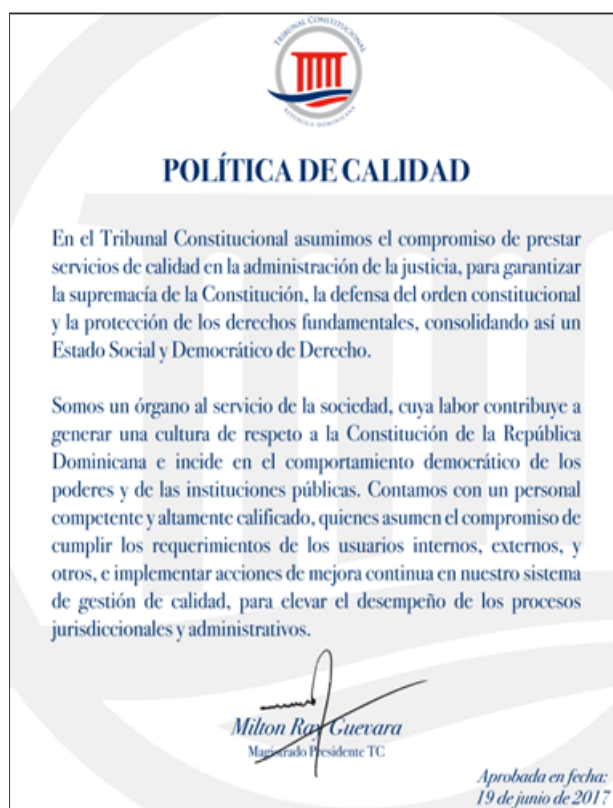 TRIBUNAL CONSTITUCIONAL
REPÚBLICA DOMINICANA
POLÍTICA DE CALIDAD
En el Tribunal Constitucional asumimos el compromiso de prestar
servicios de calidad en la administración de la justicia, para garantizar
la supremacía de la Constitución, la defensa del orden constitucional
y la protección de los derechos fundamentales, consolidando así un
Estado Social y Democrático de Derecho.
Somos un órgano al servicio de la sociedad, cuya labor contribuye a
generar una cultura de respeto a la Constitución de la República
Dominicana e incide en el comportamiento democrático de los
poderes y de las instituciones públicas. Contamos con un personal
competente y altamente calificado, quienes asumen el compromiso de
cumplir los requerimientos de los usuarios internos, externos, y
otros, e implementar acciones de mejora continua en nuestro sistema
de gestión de calidad, para elevar el desempeño de los procesos
jurisdiccionales y administrativos.
Milton Ray Guevara
Magistrado Presidente TC
Aprobada en fecha:
19 de junio de 2017